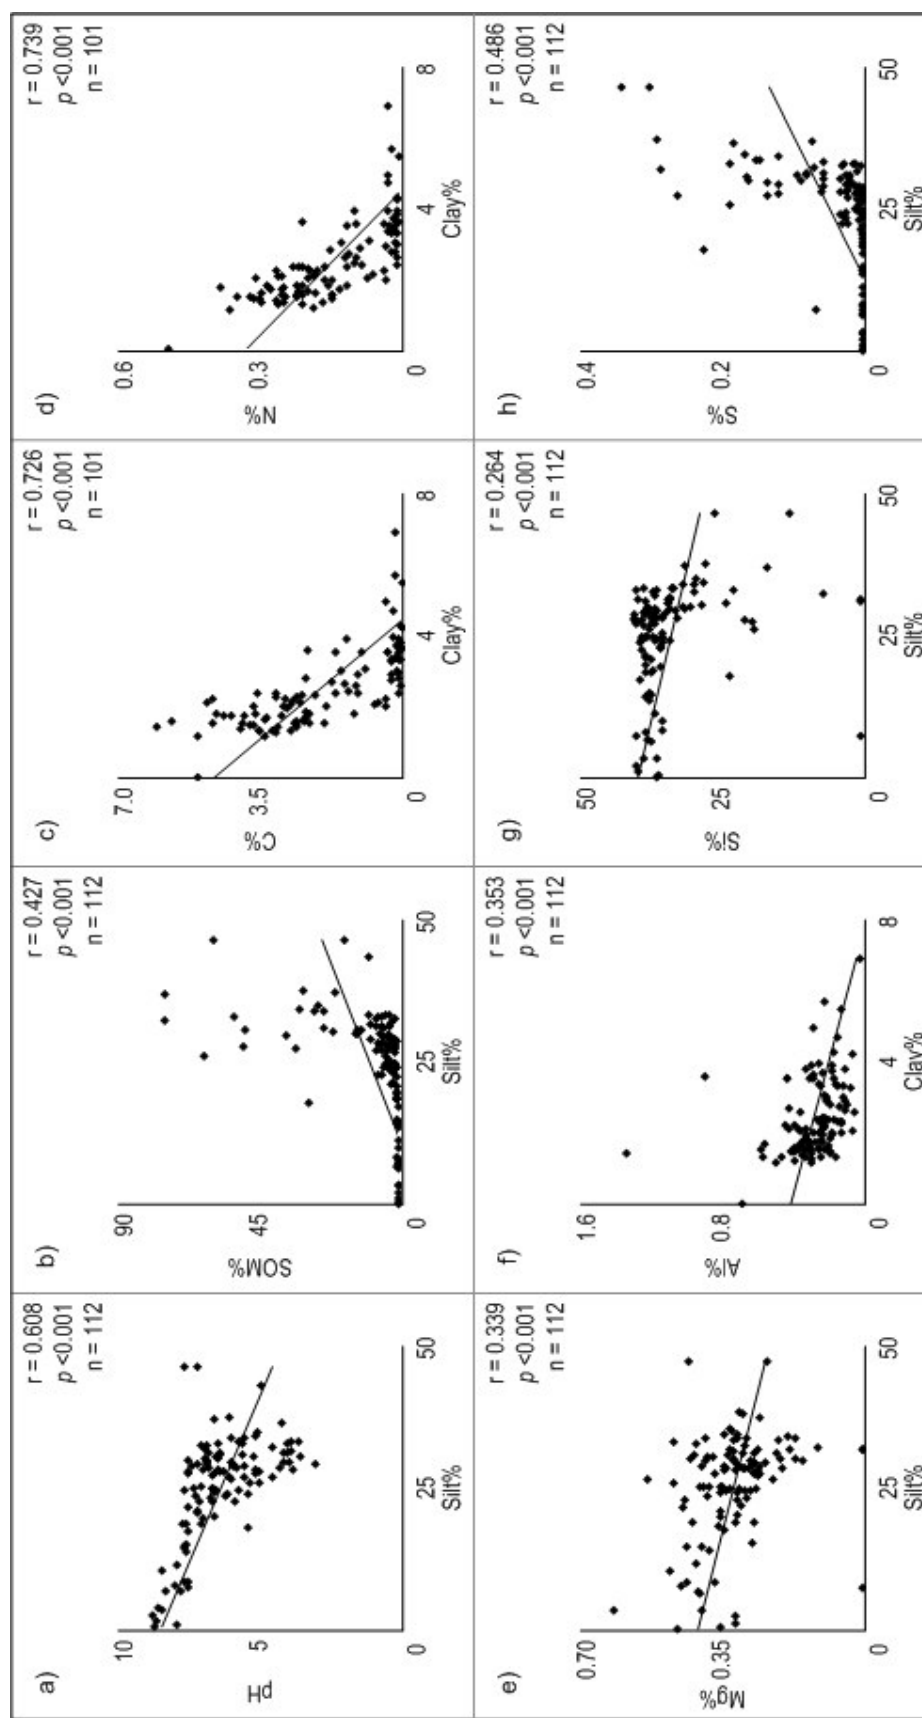 a)
r = 0.608
p <0.001
n = 112
10
5
pH
0
25
50
Silt%
b)
r = 0.427
p <0.001
n = 112
90
45
SOM%
0
25
50
Silt%
c)
r = 0.726
p <0.001
n = 101
7.0
3.5
C%
0
4
8
Clay%
d)
r = 0.739
p <0.001
n = 101
0.6
0.3
N%
0
4
8
Clay%
e)
r = 0.339
p <0.001
n = 112
0.70
0.35
Mg%
0
25
50
Silt%
f)
r = 0.353
p <0.001
n = 112
1.6
0.8
Al%
0
4
8
Clay%
g)
r = 0.264
p <0.001
n = 112
50
25
Si%
0
25
50
Silt%
h)
r = 0.486
p <0.001
n = 112
0.4
0.2
S%
0
25
50
Silt%